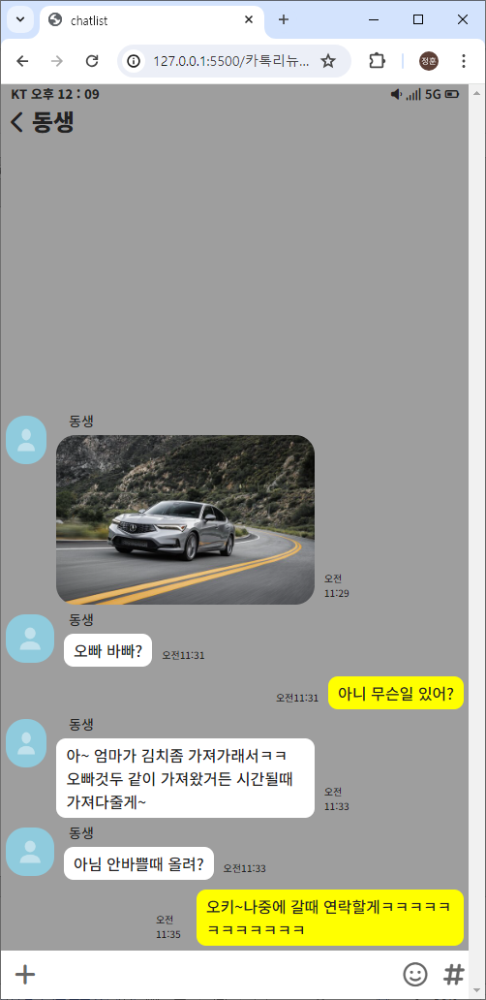 chatlist
127.0.0.1:5500/카톡리뉴...
정훈
KT 오후 12 : 09
5G
동생
동생
오전
11:29
동생
오빠 바빠?
오전11:31
오전11:31
아니 무슨일 있어?
동생
아~ 엄마가 김치좀 가져가래서ㅋㅋ
오빠것두 같이 가져왔거든 시간될때
가져다줄게~
오전
11:33
동생
아님 안바쁠때 올려?
오전11:33
오키~나중에 갈때 연락할게ㅋㅋㅋㅋㅋ
ㅋㅋㅋㅋㅋㅋㅋ
오전
11:35